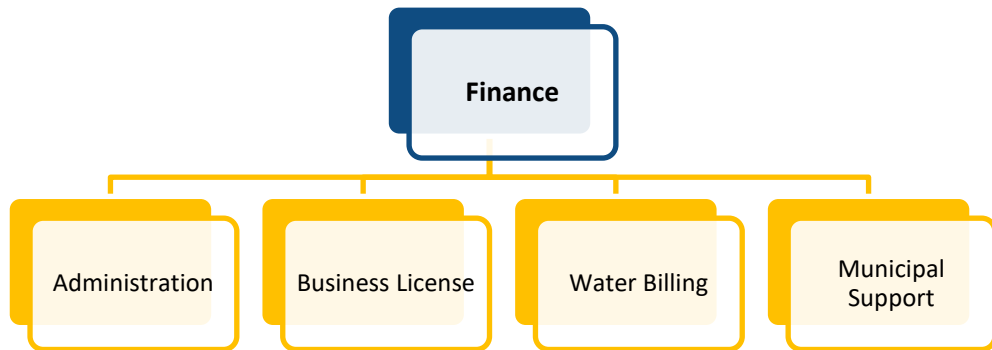 Finance
Administration
Business License
Water Billing
Municipal
Support